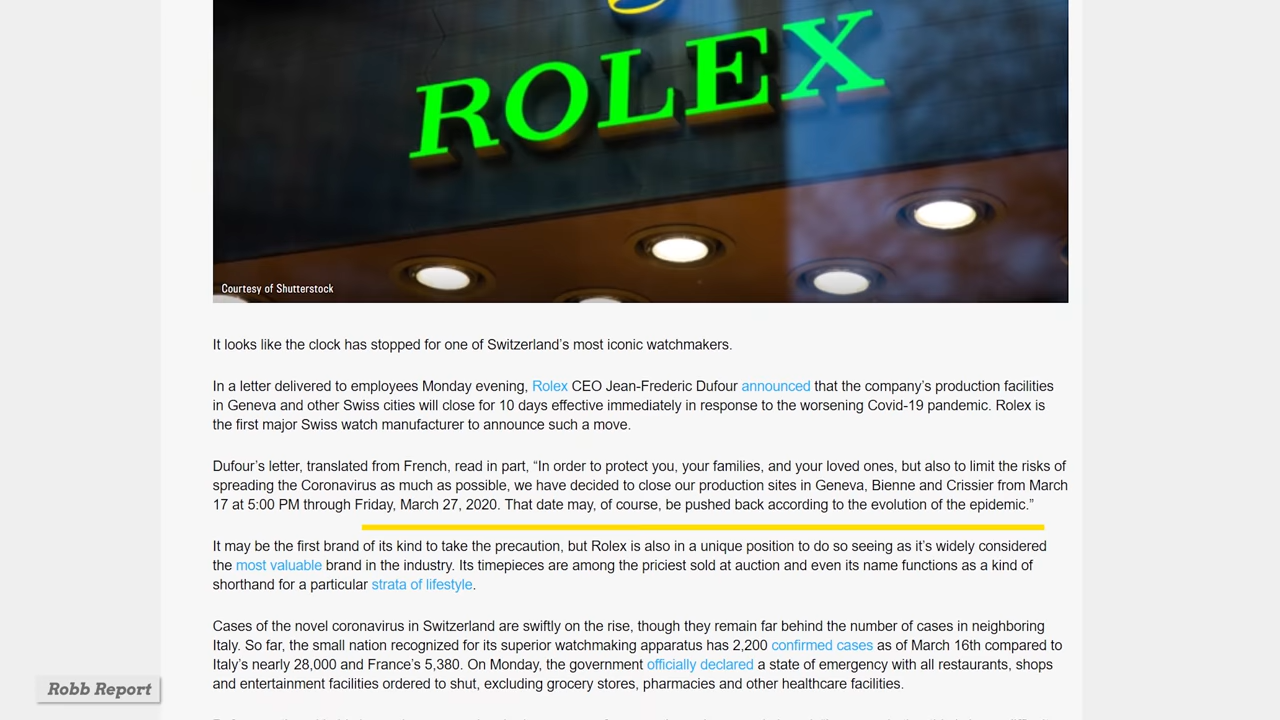 ROLEX
Courtesy of Shutterstock
It looks like the clock has stopped for one of Switzerland's most iconic watchmakers.
In a letter delivered to employees Monday evening, Rolex CEO Jean-Frederic Dufour announced that the company's production facilities
in Geneva and other Swiss cities will close for 10 days effective immediately in response to the worsening Covid-19 pandemic. Rolex is
the first major Swiss watch manufacturer to announce such a move.
Dufour's letter, translated from French, read in part, “In order to protect you, your families, and your loved ones, but also to limit the risks of
spreading the Coronavirus as much as possible, we have decided to close our production sites in Geneva, Bienne and Crissier from March
17 at 5:00 PM through Friday, March 27, 2020. That date may, of course, be pushed back according to the evolution of the epidemic.”
It may be the first brand of its kind to take the precaution, but Rolex is also in a unique position to do so seeing as it's widely considered
the most valuable brand in the industry. Its timepieces are among the priciest sold at auction and even its name functions as a kind of
shorthand for a particular strata of lifestyle.
Cases of the novel coronavirus in Switzerland are swiftly on the rise, though they remain far behind the number of cases in neighboring
Italy. So far, the small nation recognized for its superior watchmaking apparatus has 2,200 confirmed cases as of March 16th compared to
Italy's nearly 28,000 and France's 5,380. On Monday, the government officially declared a state of emergency with all restaurants, shops
and entertainment facilities ordered to shut, excluding grocery stores, pharmacies and other healthcare facilities.
Robb Report